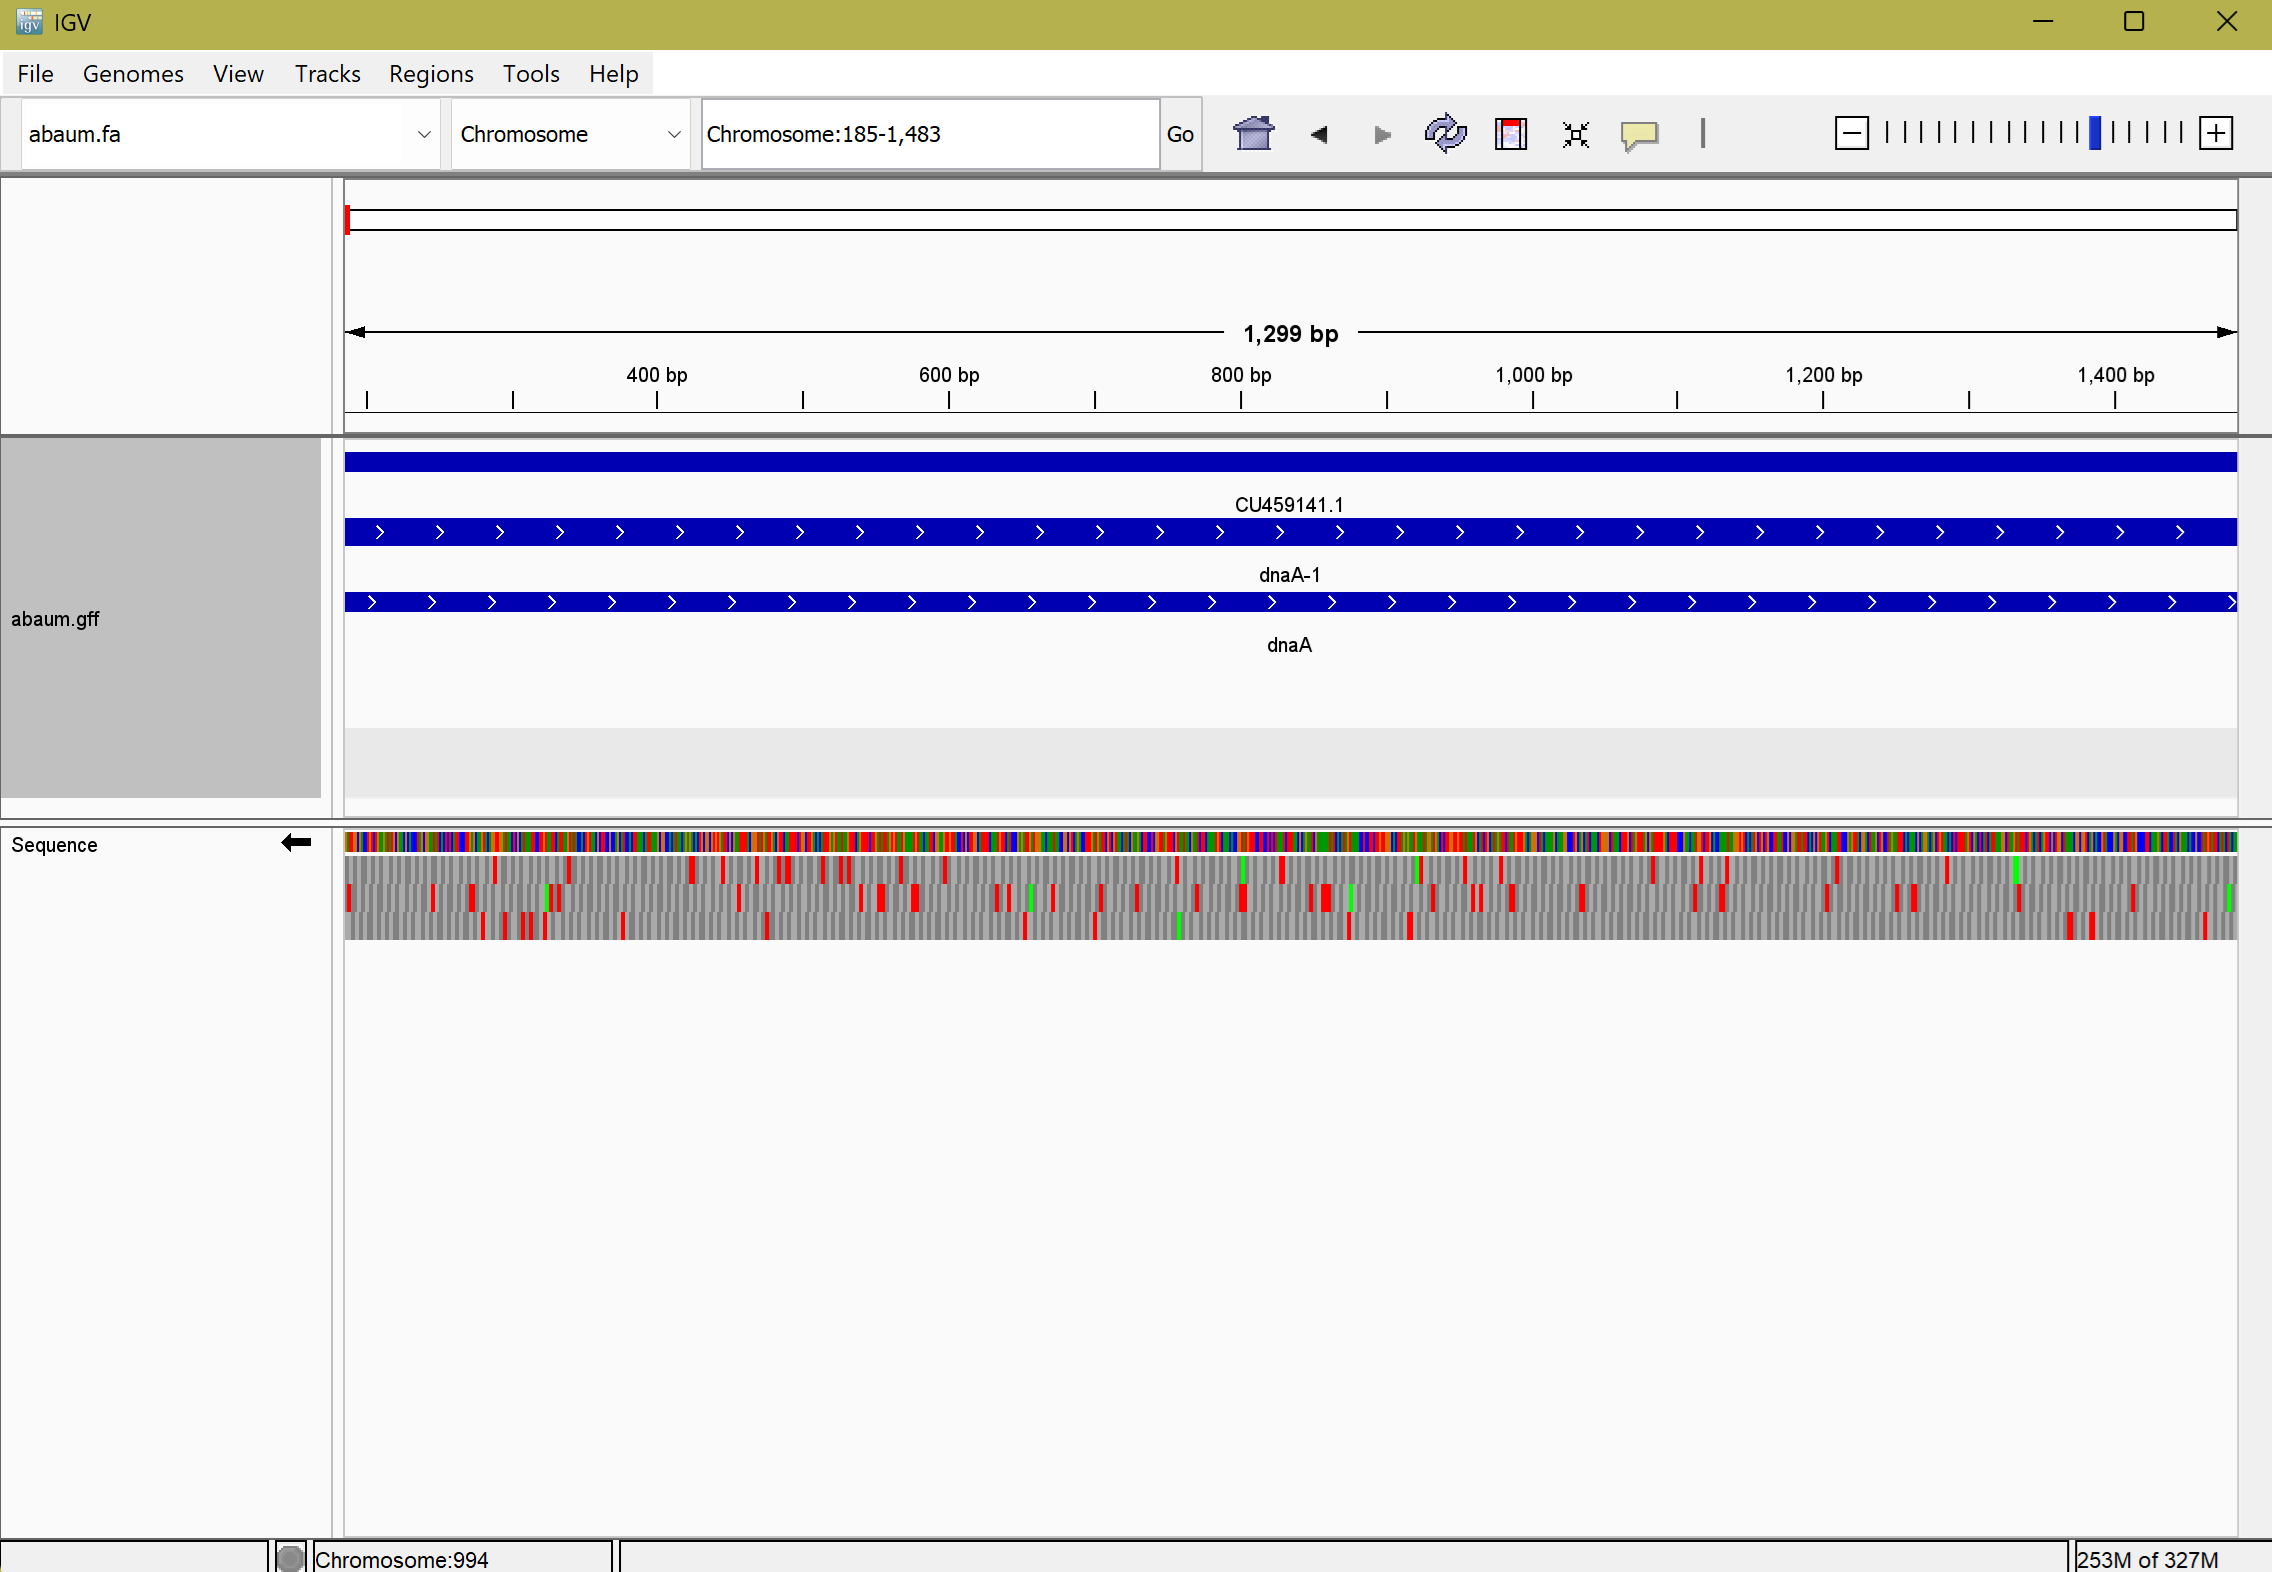 IGV
File Genomes View Tracks Regions Tools Help
abaum.fa Chromosome Chromosome:185-1,483 Go
1,299 bp
400 bp 600 bp 800 bp 1,000 bp 1,200 bp 1,400 bp
CU459141.1
dnaA-1
abaum.gff
dnaA
Sequence
Chromosome:994 253M of 327M